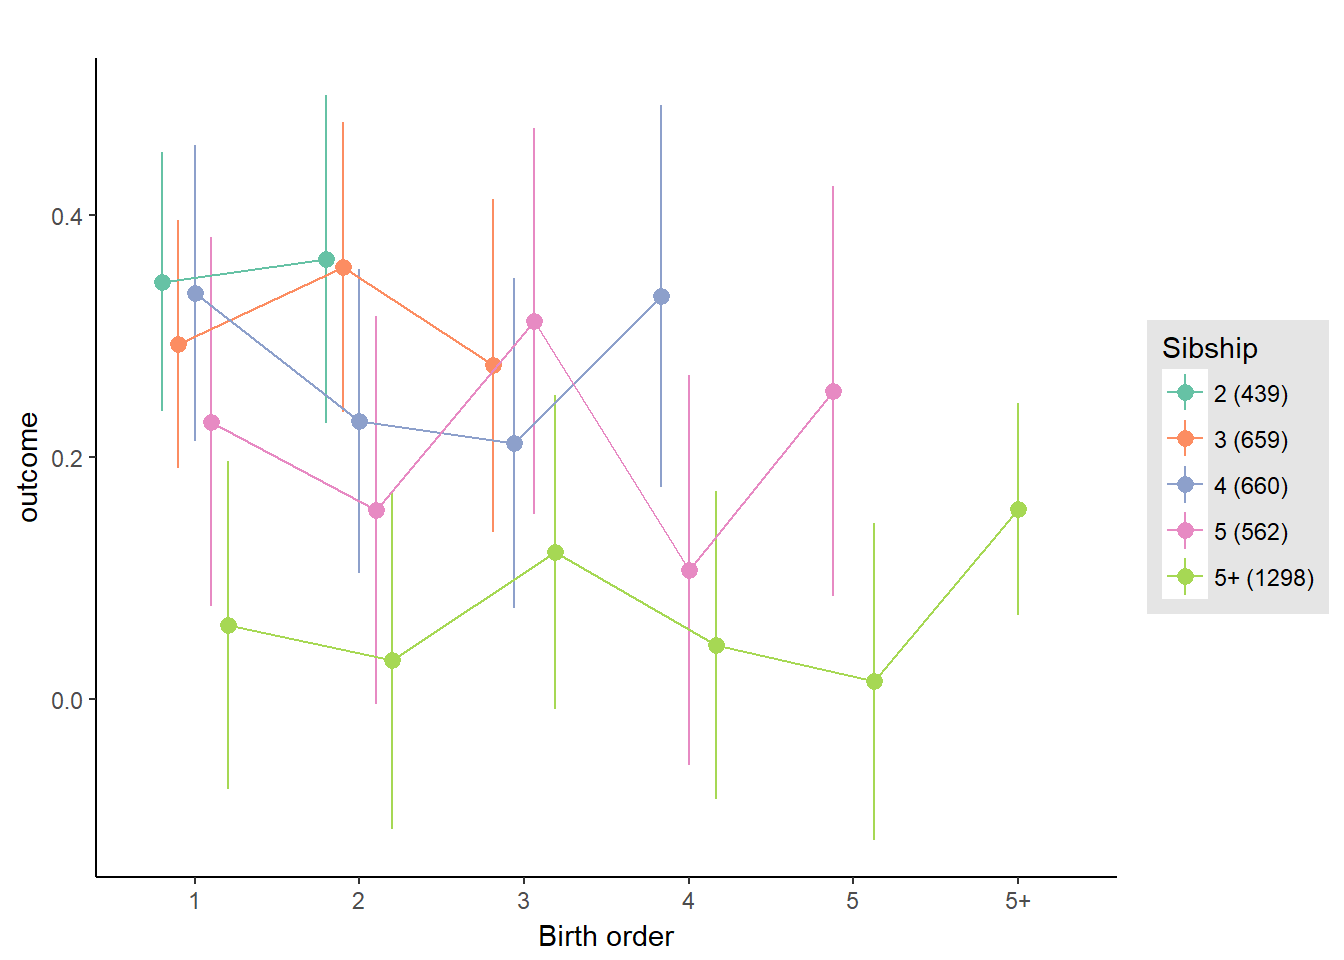 outcome
0.4
0.2
0.0
1 2 3 4 5 5+
Birth order
Sibship
2 (439)
3 (659)
4 (660)
5 (562)
5+ (1298)